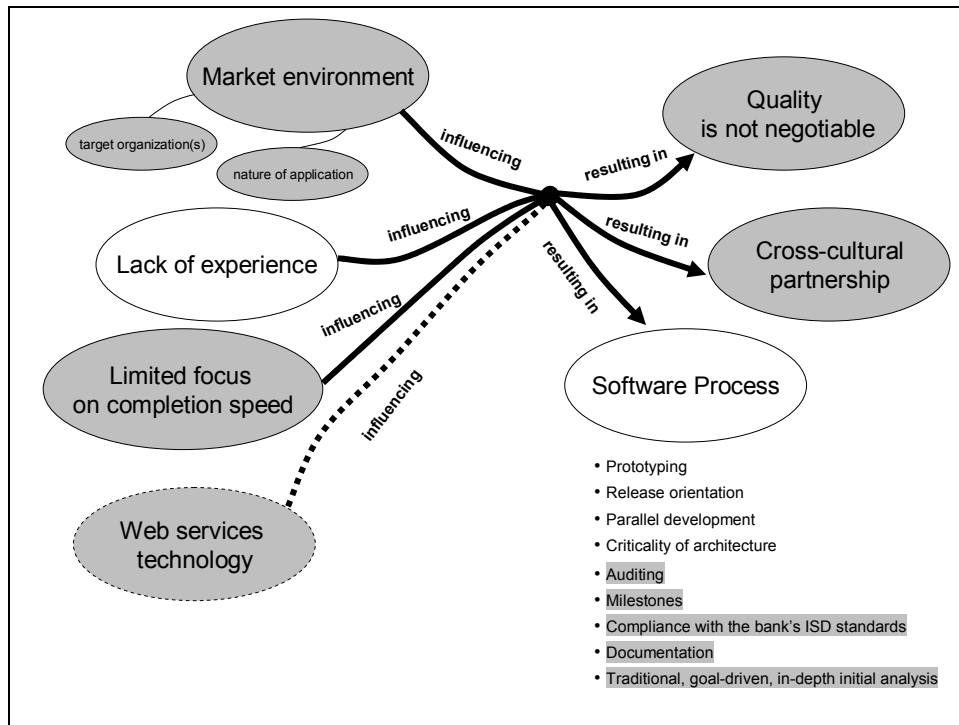 Market environment
target organization(s)
nature of application
influencing
resulting in
Quality
is not negotiable
influencing
resulting in
Cross-cultural
partnership
Lack of experience
influencing
resulting in
Limited focus
on completion speed
influencing
Software Process
Web services
technology
• Prototyping
• Release orientation
• Parallel development
• Criticality of architecture
• Auditing
• Milestones
• Compliance with the bank's ISD standards
• Documentation
• Traditional, goal-driven, in-depth initial analysis